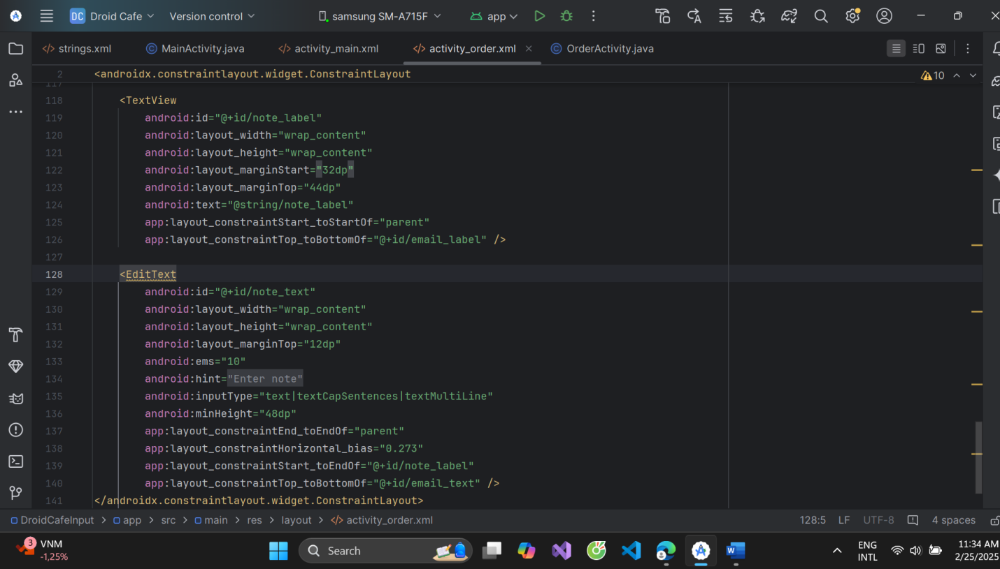 DC Droid Cafe Version control samsung SM-A715F app
strings.xml MainActivity.java activity_main.xml activity_order.xml OrderActivity.java
2 <androidx.constraintlayout.widget.ConstraintLayout 10
117
118 <TextView
119 android:id="@+id/note_label"
120 android:layout_width="wrap_content"
121 android:layout_height="wrap_content"
122 android:layout_marginStart="32dp"
123 android:layout_marginTop="44dp"
124 android:text="@string/note_label"
125 app:layout_constraintStart_toStartOf="parent"
126 app:layout_constraintTop_toBottomOf="@+id/email_label" />
127
128 <EditText
129 android:id="@+id/note_text"
130 android:layout_width="wrap_content"
131 android:layout_height="wrap_content"
132 android:layout_marginTop="12dp"
133 android:ems="10"
134 android:hint="Enter note"
135 android:inputType="text|textCapSentences|textMultiLine"
136 android:minHeight="48dp"
137 app:layout_constraintEnd_toEndOf="parent"
138 app:layout_constraintHorizontal_bias="0.273"
139 app:layout_constraintStart_toEndOf="@+id/note_label"
140 app:layout_constraintTop_toBottomOf="@+id/email_text" />
141 </androidx.constraintlayout.widget.ConstraintLayout>
DroidCafeInput > app > src > main > res > layout > activity_order.xml 128:5 LF UTF-8 4 spaces
3 VNM
-1,25%
Search
ENG
INTL
11:34 AM
2/25/2025